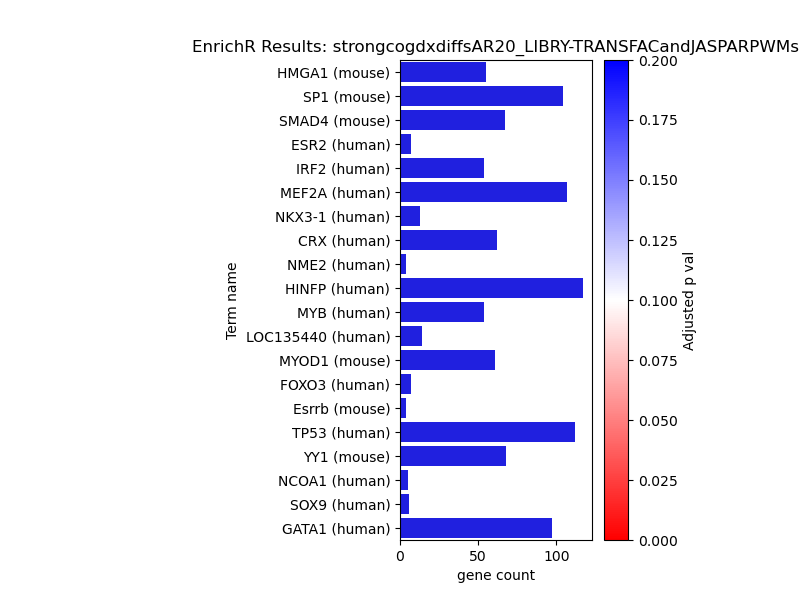 EnrichR Results: strongcogdxdiffsAR20_LIBRY-TRANSFACandJASPARPWMs
HMGA1 (mouse)
SP1 (mouse)
SMAD4 (mouse)
ESR2 (human)
IRF2 (human)
MEF2A (human)
NKX3-1 (human)
CRX (human)
NME2 (human)
HINFP (human)
MYB (human)
LOC135440 (human)
MYOD1 (mouse)
FOXO3 (human)
Esrrb (mouse)
TP53 (human)
YY1 (mouse)
NCOA1 (human)
SOX9 (human)
GATA1 (human)
Term name
0 50 100
gene count
0.200
0.175
0.150
0.125
0.100
0.075
0.050
0.025
0.000
Adjusted p val